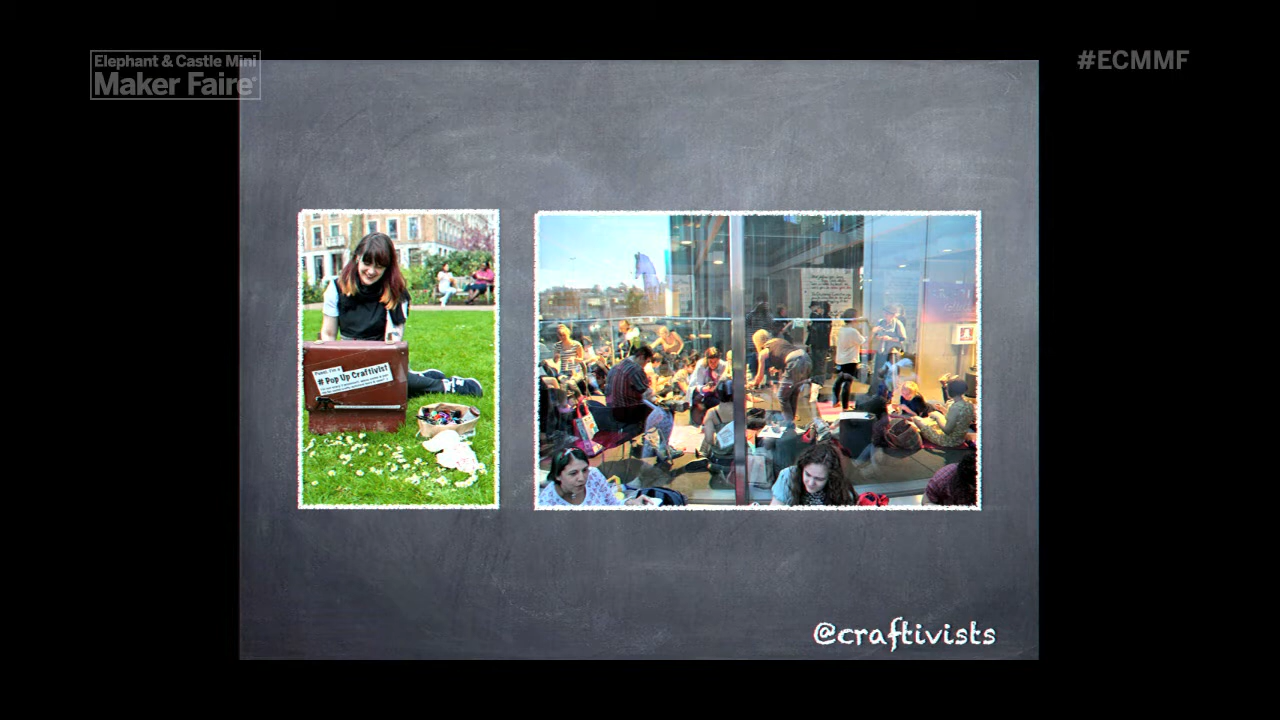 Elephant & Castle Mini
Maker Faire
#ECMMF
# Pop Up Craftivist
@craftivists